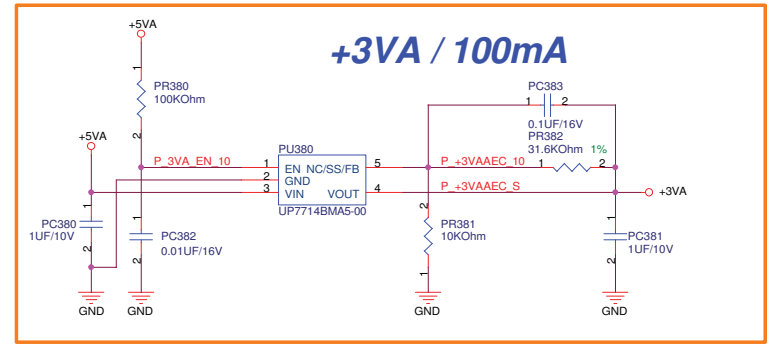 +5VA
+3VA / 100mA
1
PR380
100KOhm
2
PC383
1 2
0.1UF/16V
PR382
31.6KOhm 1%
+5VA
PU380
P_3VA_EN_10
1 EN NC/SS/FB 5
P_+3VAAEC_10
1 2
2 GND
3 VIN VOUT 4
P_+3VAAEC_S
+3VA
UP7714BMA5-00
1
PC380
1UF/10V
2
1
PC382
0.01UF/16V
2
2
PR381
10KOhm
1
1
PC381
1UF/10V
2
GND GND GND GND